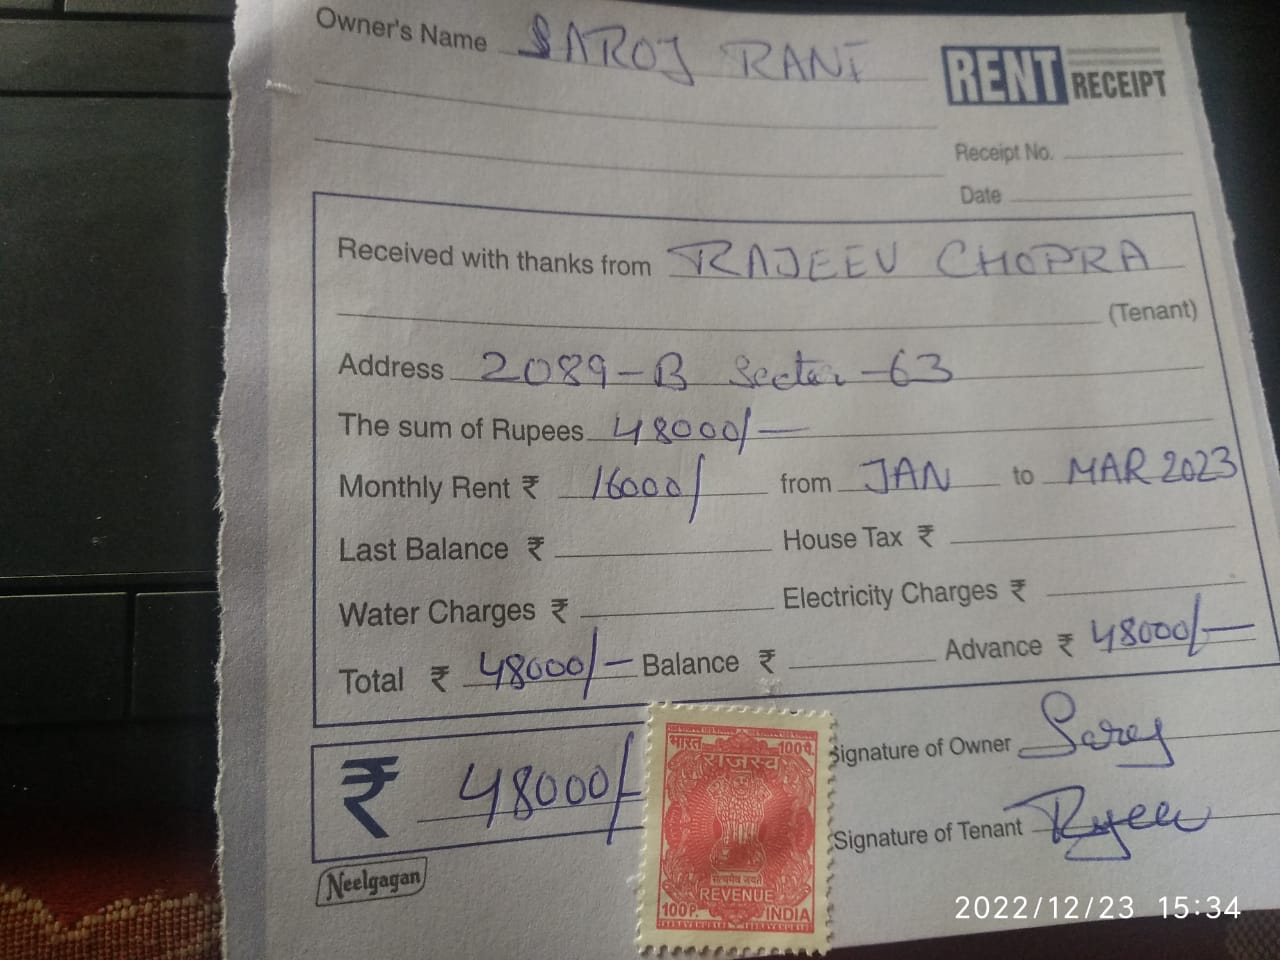 Owner's Name SAROJ RANI
RENT RECEIPT
Receipt No.
Date
Received with thanks from RAJEEV CHOPRA
(Tenant)
Address 2089-B Sector-63
The sum of Rupees 48000/-
Monthly Rent ₹ 16000/ from JAN to MAR 2023
Last Balance ₹ House Tax ₹
Water Charges ₹ Electricity Charges ₹
Total ₹ 48000/- Balance ₹ Advance ₹ 48000/-
₹ 48000/-
भारत 100पै.
राजस्व
सत्यमेव जयते
REVENUE
100P. INDIA
Signature of Owner Saroj
Signature of Tenant Rajeev
Neelgagan
2022/12/23 15:34